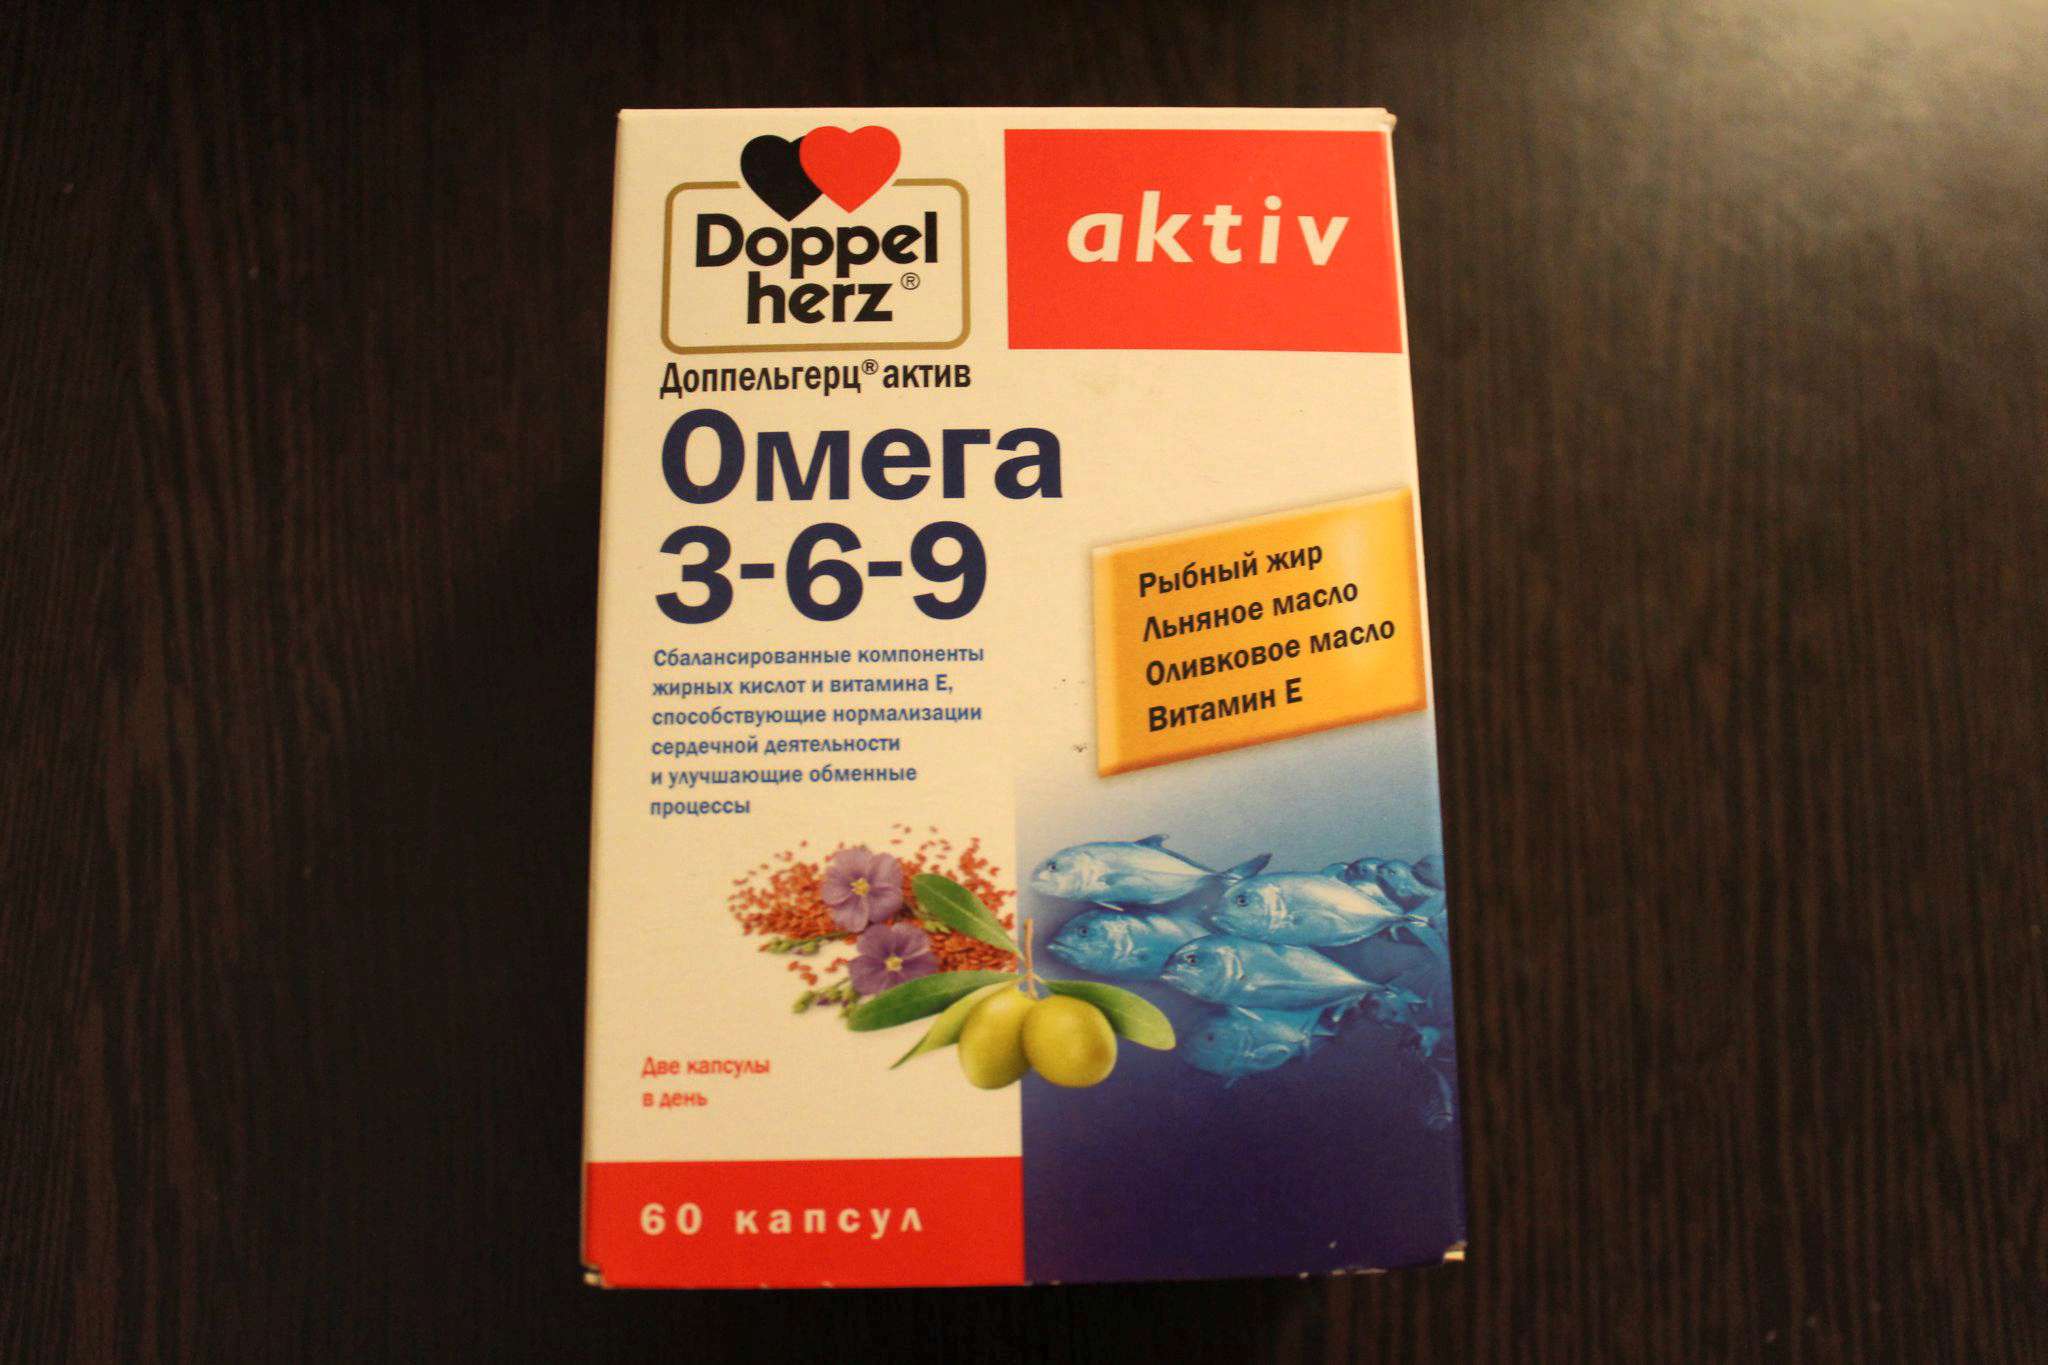 Doppel
herz®
aktiv
Доппельгерц® актив
Омега
3-6-9
Рыбный жир
Льняное масло
Оливковое масло
Витамин Е
Сбалансированные компоненты
жирных кислот и витамина Е,
способствующие нормализации
сердечной деятельности
и улучшающие обменные
процессы
Две капсулы
в день
60 капсул